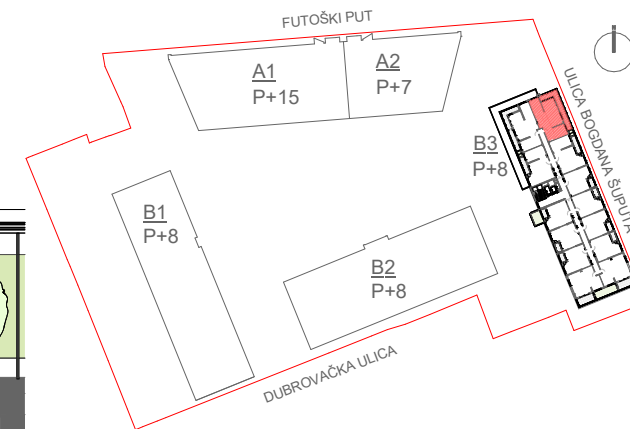 FUTOŠKI PUT
A1
P+15
A2
P+7
ULICA BOGDANA ŠUPUTA
B3
P+8
B1
P+8
B2
P+8
DUBROVAČKA ULICA